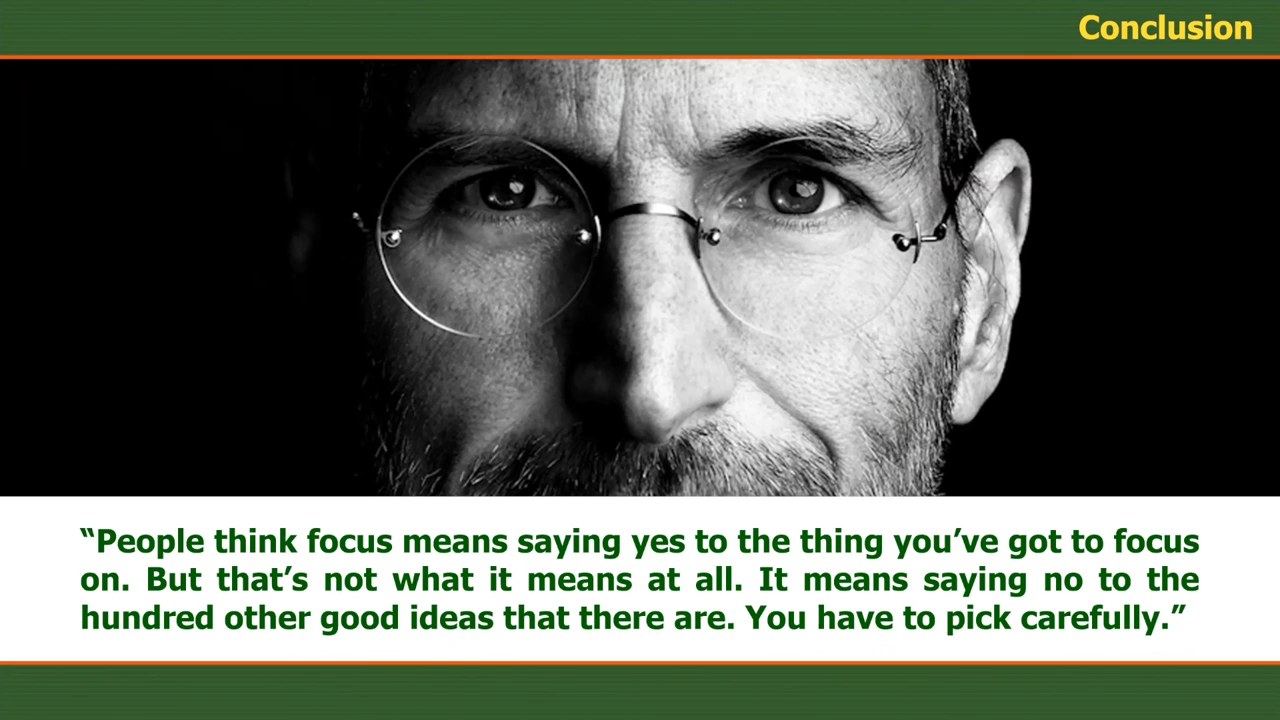 Conclusion
“People think focus means saying yes to the thing you’ve got to focus
on. But that’s not what it means at all. It means saying no to the
hundred other good ideas that there are. You have to pick carefully.”